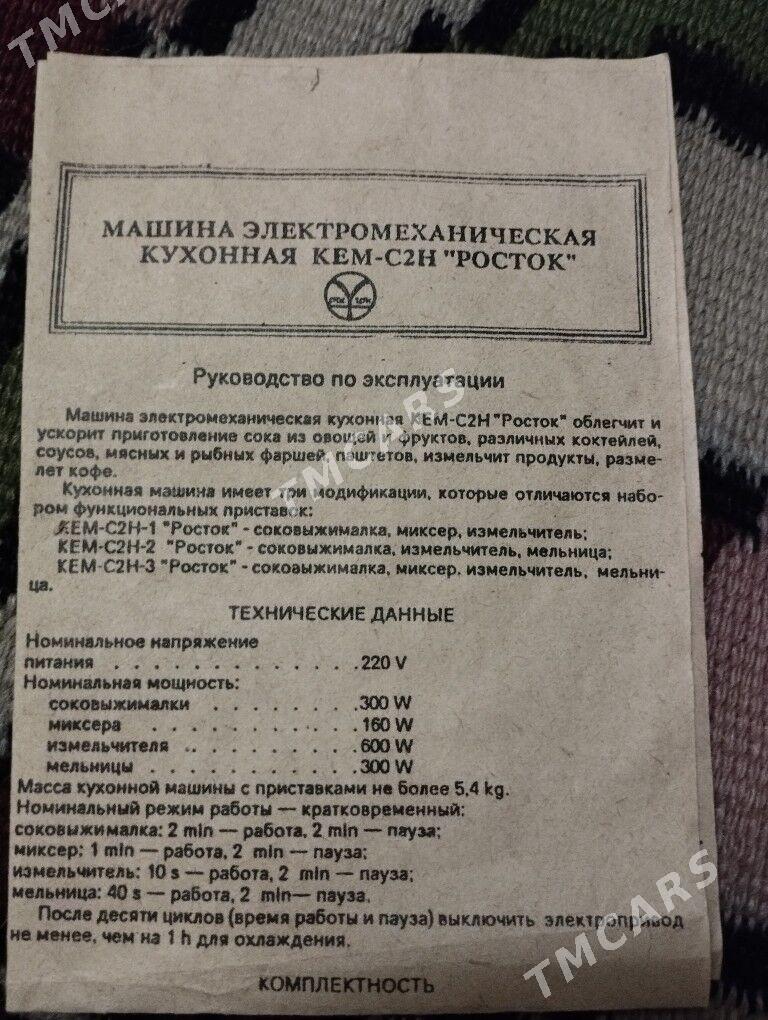 TMCARS
МАШИНА ЭЛЕКТРОМЕХАНИЧЕСКАЯ
КУХОННАЯ КЕМ-С2Н "РОСТОК"
Руководство по эксплуатации
Машина электромеханическая кухонная КЕМ-С2Н "Росток" облегчит и
ускорит приготовление сока из овощей и фруктов, различных коктейлей,
соусов, мясных и рыбных фаршей, паштетов, измельчит продукты, разме-
лет кофе.
Кухонная машина имеет три модификации, которые отличаются набо-
ром функциональных приставок:
КЕМ-С2Н-1 "Росток" - соковыжималка, миксер, измельчитель;
КЕМ-С2Н-2 "Росток" - соковыжималка, измельчитель, мельница;
КЕМ-С2Н-3 "Росток" - соковыжималка, миксер, измельчитель, мельни-
ца.
TMCARS
ТЕХНИЧЕСКИЕ ДАННЫЕ
Номинальное напряжение
питания . . . . . . . . . . . . . 220 V
Номинальная мощность:
соковыжималки . . . . . . . 300 W
миксера . . . . . . . . . . 160 W
измельчителя . . . . . . . . 600 W
мельницы . . . . . . . . . . 300 W
Масса кухонной машины с приставками не более 5,4 kg.
Номинальный режим работы — кратковременный:
соковыжималка: 2 min — работа, 2 min — пауза;
миксер: 1 min — работа, 2 min — пауза;
измельчитель: 10 s — работа, 2 min — пауза;
мельница: 40 s — работа, 2 min— пауза.
После десяти циклов (время работы и пауза) выключить электропривод
не менее, чем на 1 h для охлаждения.
КОМПЛЕКТНОСТЬ
TMCARS